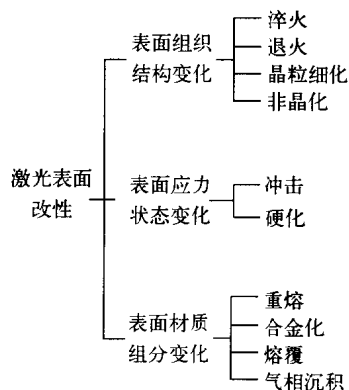 激光表面
改性
表面组织
结构变化
淬火
退火
晶粒细化
非晶化
表面应力
状态变化
冲击
硬化
表面材质
组分变化
重熔
合金化
熔覆
气相沉积